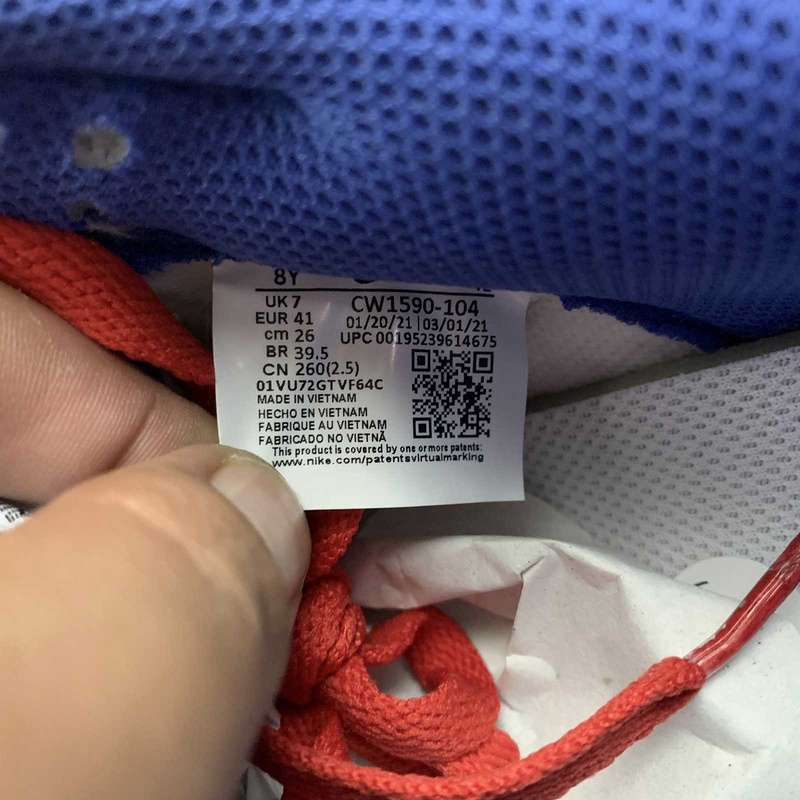 8Y
UK 7
EUR 41
cm 26
BR 39.5
CN 260(2.5)
CW1590-104
01/20/21 | 03/01/21
UPC 00195239614675
01VU72GTVF64C
MADE IN VIETNAM
HECHO EN VIETNAM
FABRIQUE AU VIETNAM
FABRICADO NO VIETNÃ
This product is covered by one or more patents:
www.nike.com/patentsvirtualmarking